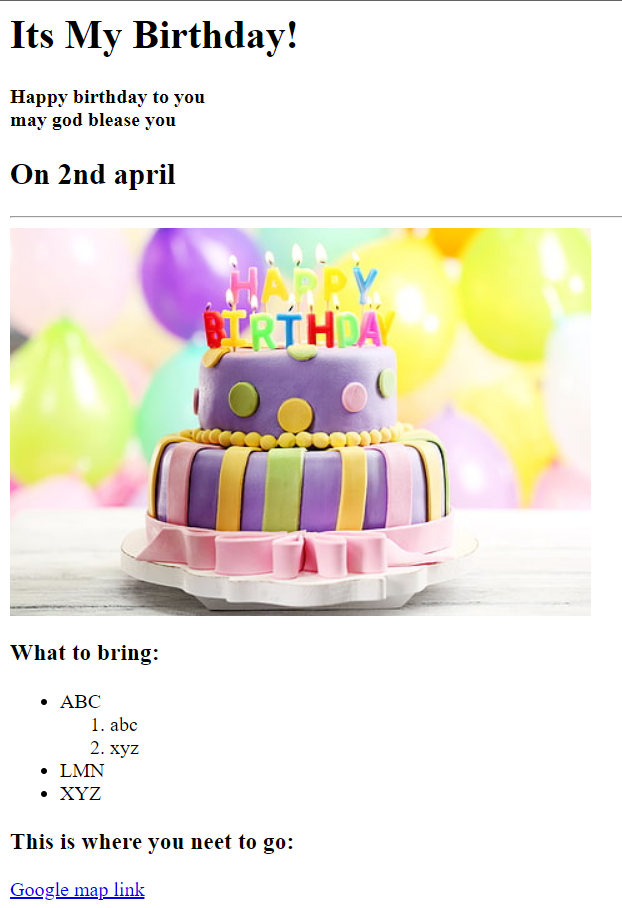 Its My Birthday!
Happy birthday to you
may god blease you
On 2nd april
HAPPY
BIRTHDAY
What to bring:
• ABC
1. abc
2. xyz
• LMN
• XYZ
This is where you neet to go:
Google map link